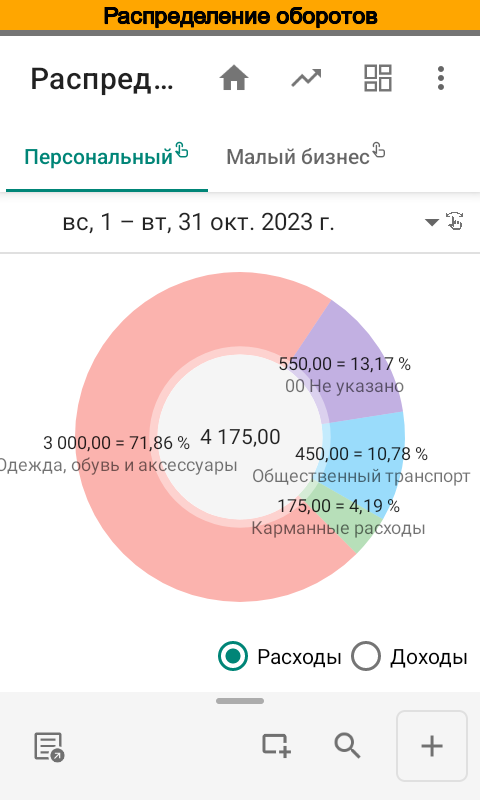 Распределение оборотов
Распред…
Персональный
Малый бизнес
вс, 1 – вт, 31 окт. 2023 г.
550,00 = 13,17 %
00 Не указано
3 000,00 = 71,86 %
Одежда, обувь и аксессуары
4 175,00
450,00 = 10,78 %
Общественный транспорт
175,00 = 4,19 %
Карманные расходы
Расходы
Доходы